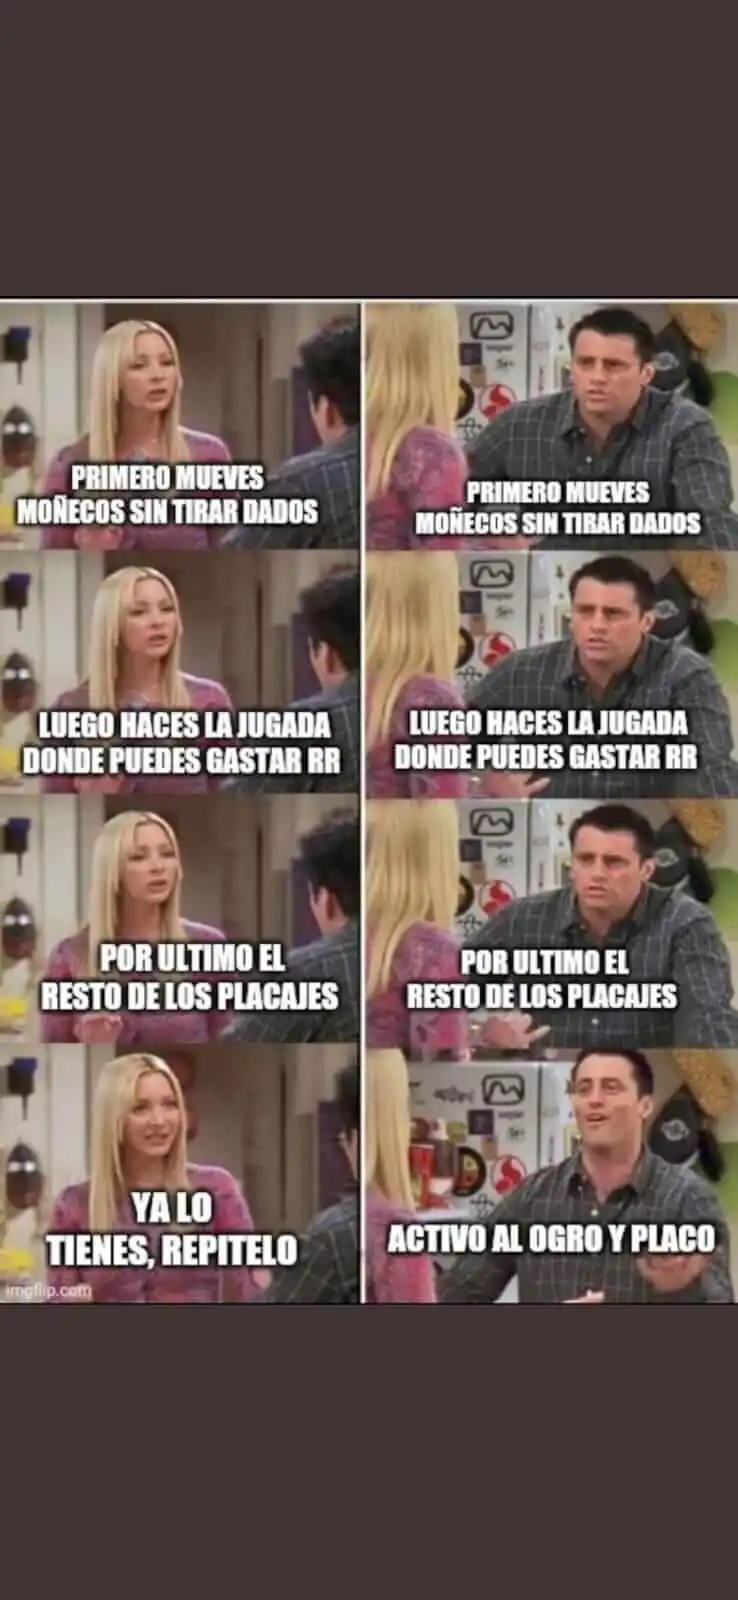 PRIMERO MUEVES
MOÑECOS SIN TIRAR DADOS
PRIMERO MUEVES
MOÑECOS SIN TIRAR DADOS
LUEGO HACES LA JUGADA
DONDE PUEDES GASTAR RR
LUEGO HACES LA JUGADA
DONDE PUEDES GASTAR RR
POR ULTIMO EL
RESTO DE LOS PLACAJES
POR ULTIMO EL
RESTO DE LOS PLACAJES
YA LO
TIENES, REPITELO
ACTIVO AL OGRO Y PLACO
imgflip.com